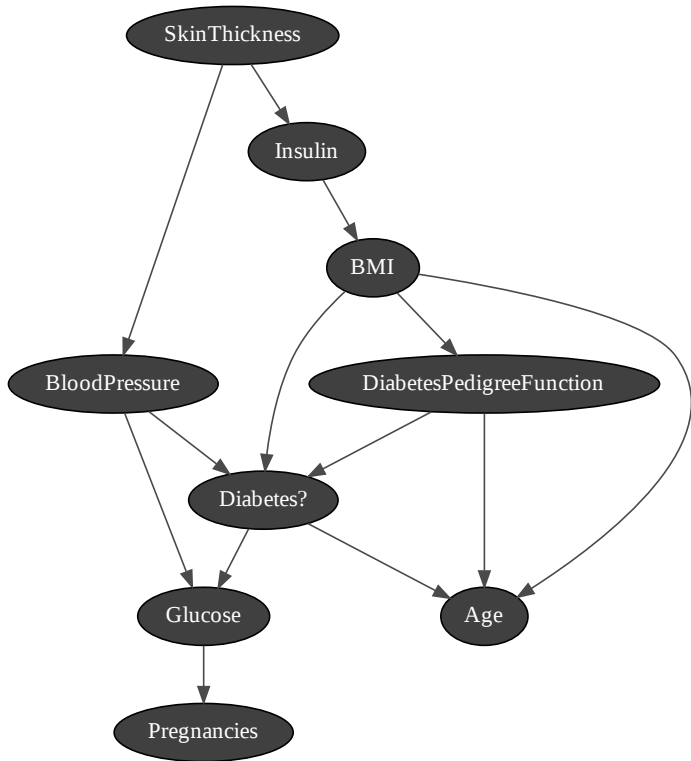 SkinThickness
Insulin
BMI
BloodPressure
DiabetesPedigreeFunction
Diabetes?
Glucose
Age
Pregnancies